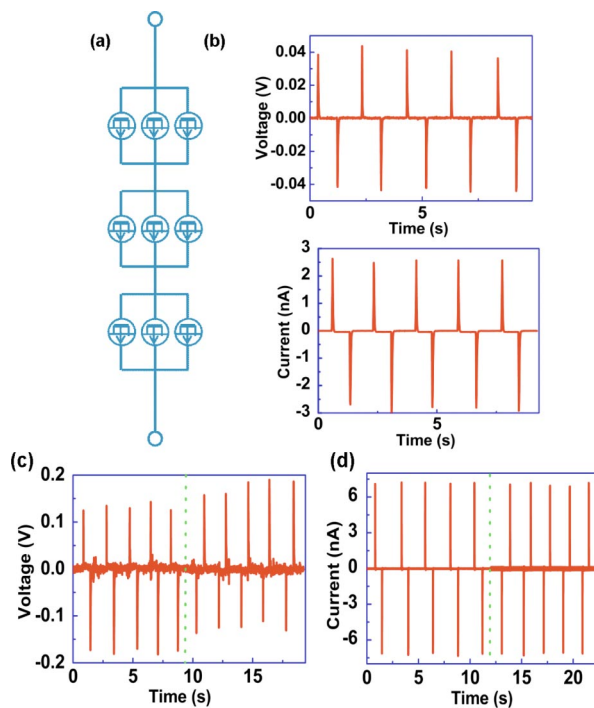 (a)
(b)
0.04
0.02
0.00
-0.02
-0.04
Voltage (V)
0
5
Time (s)
3
2
1
0
-1
-2
-3
Current (nA)
0
5
Time (s)
(c)
0.2
0.1
0.0
-0.1
-0.2
Voltage (V)
0 5 10 15
Time (s)
(d)
6
3
0
-3
-6
Current (nA)
0 5 10 15 20
Time (s)